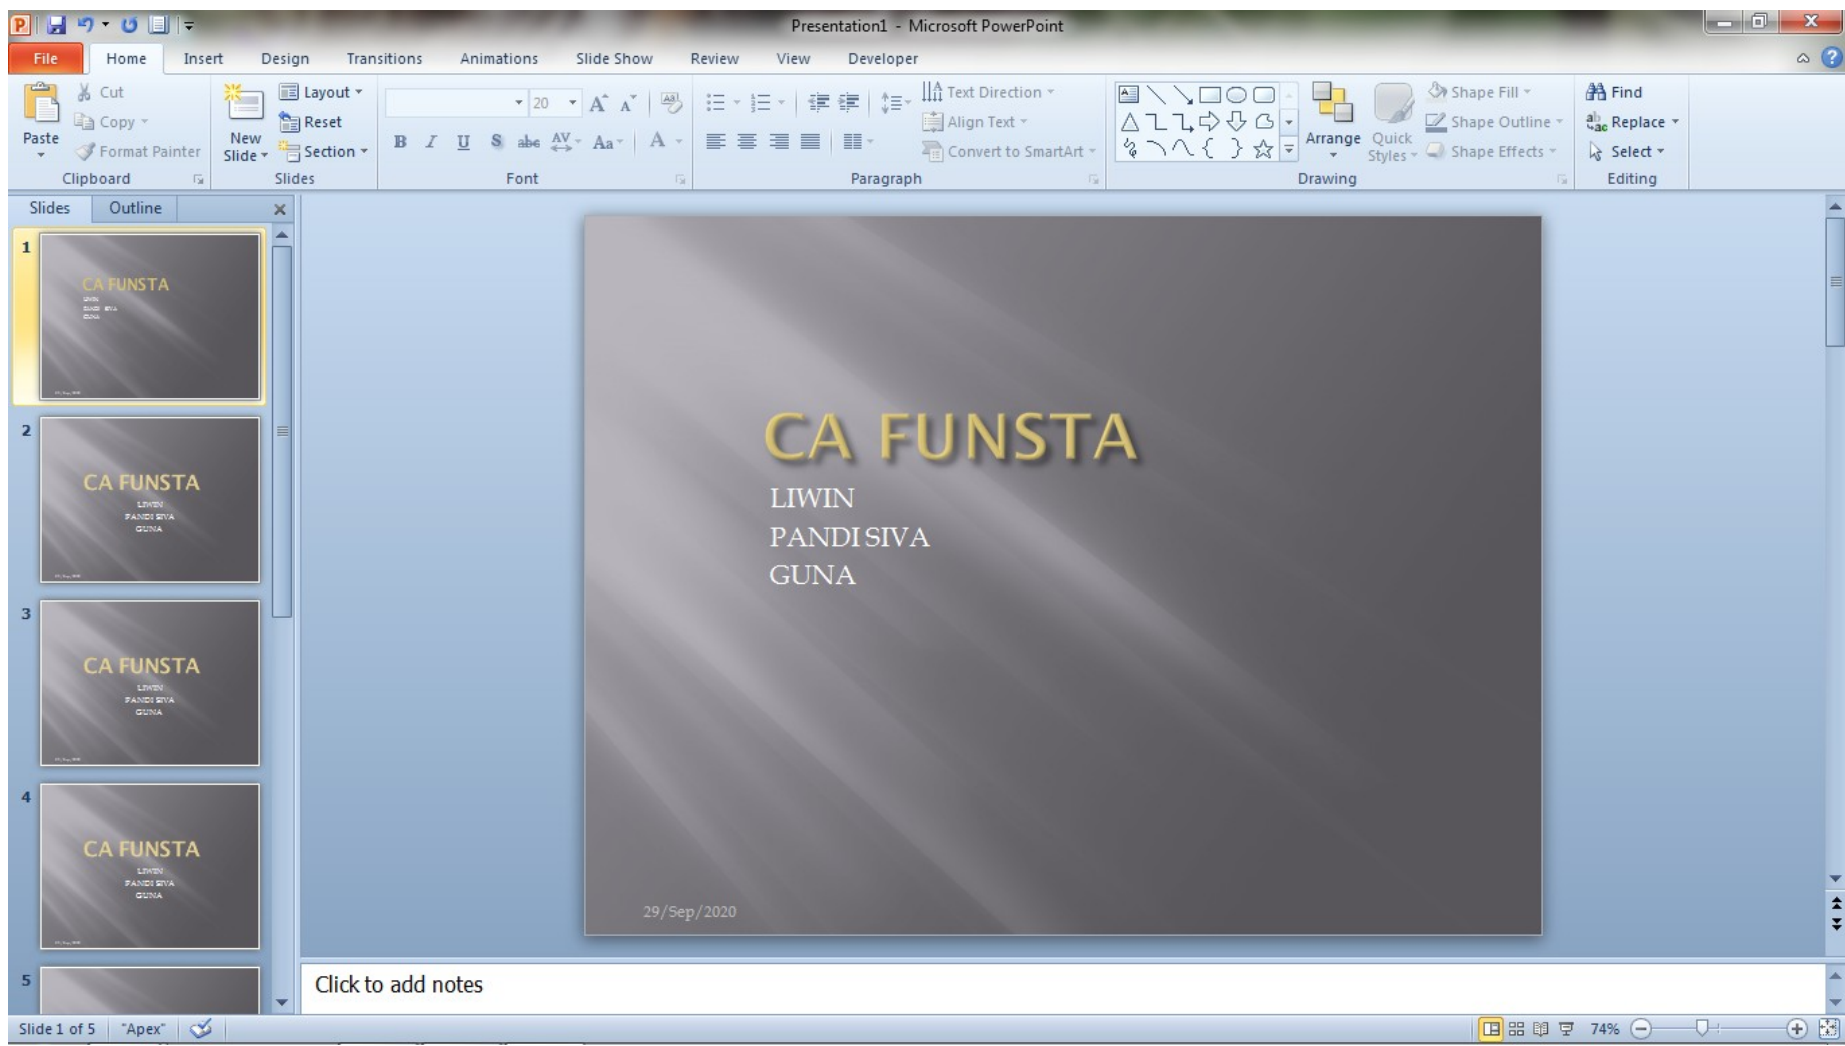 Presentation1 - Microsoft PowerPoint
File Home Insert Design Transitions Animations Slide Show Review View Developer
Paste
Cut
Copy
Format Painter
Clipboard
New Slide
Layout
Reset
Section
Slides
20
Font
Text Direction
Align Text
Convert to SmartArt
Paragraph
Arrange
Quick Styles
Shape Fill
Shape Outline
Shape Effects
Drawing
Find
Replace
Select
Editing
Slides Outline
1
CA FUNSTA
LIWIN
PANDI SIVA
GUNA
2
CA FUNSTA
LIWIN
PANDI SIVA
GUNA
3
CA FUNSTA
LIWIN
PANDI SIVA
GUNA
4
CA FUNSTA
LIWIN
PANDI SIVA
GUNA
5
CA FUNSTA
LIWIN
PANDI SIVA
GUNA
29/Sep/2020
Click to add notes
Slide 1 of 5 "Apex" 74%